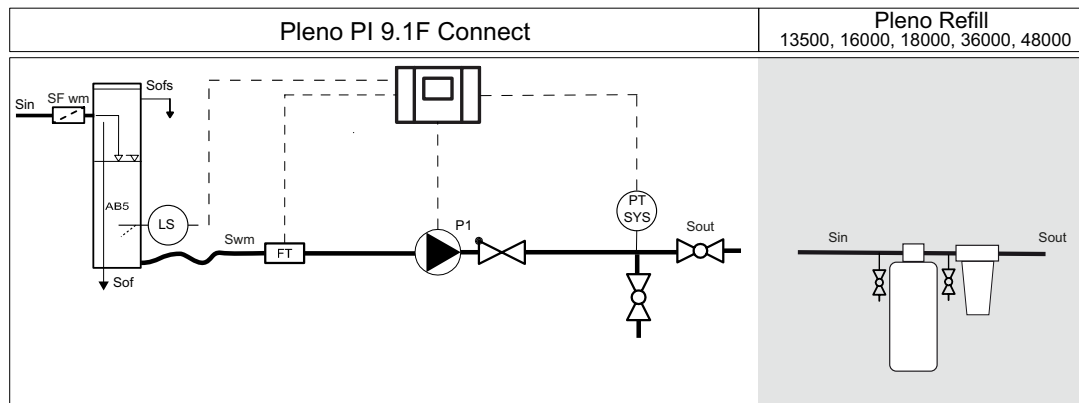 Pleno PI 9.1F Connect
Pleno Refill
13500, 16000, 18000, 36000, 48000
Sin
SF wm
Sofs
AB5
LS
Swm
FT
Sof
P1
PT
SYS
Sout
Sin
Sout